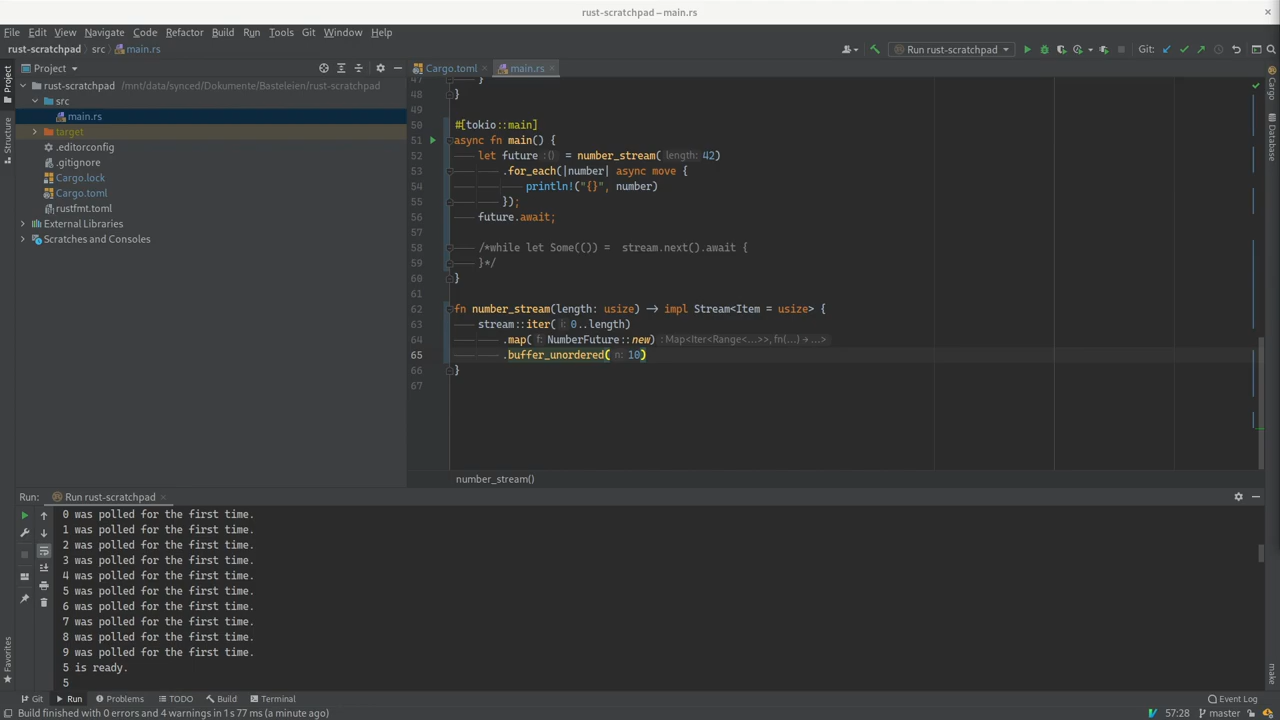 rust-scratchpad – main.rs
×
File Edit View Navigate Code Refactor Build Run Tools Git Window Help
rust-scratchpad › src › main.rs
Run rust-scratchpad
Git:
Project
Cargo.toml ×
main.rs ×
rust-scratchpad /mnt/data/synced/Dokumente/Basteleien/rust-scratchpad
src
main.rs
target
.editorconfig
.gitignore
Cargo.lock
Cargo.toml
rustfmt.toml
External Libraries
Scratches and Consoles
Project
Structure
Favorites
Cargo
Database
make
47 }
48 }
49
50 #[tokio::main]
51 async fn main() {
52 let future :() = number_stream( length: 42)
53 .for_each(|number| async move {
54 println!("{}", number)
55 });
56 future.await;
57
58 /*while let Some(()) = stream.next().await {
59 }*/
60 }
61
62 fn number_stream(length: usize) → impl Stream<Item = usize> {
63 stream::iter( i: 0..length)
64 .map( f: NumberFuture::new) : Map<Iter<Range<...>>, fn(...) → ...>
65 .buffer_unordered( n: 10)
66 }
67
number_stream()
Run: Run rust-scratchpad ×
0 was polled for the first time.
1 was polled for the first time.
2 was polled for the first time.
3 was polled for the first time.
4 was polled for the first time.
5 was polled for the first time.
6 was polled for the first time.
7 was polled for the first time.
8 was polled for the first time.
9 was polled for the first time.
5 is ready.
5
Git Run Problems TODO Build Terminal Event Log
Build finished with 0 errors and 4 warnings in 1 s 77 ms (a minute ago) 57:28 master